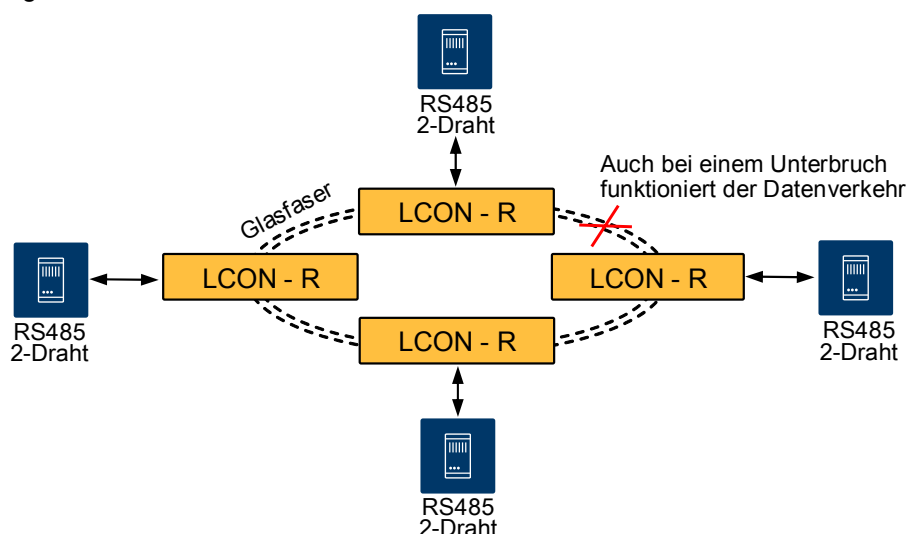 RS485
2-Draht
Auch bei einem Unterbruch
funktioniert der Datenverkehr
Glasfaser
LCON - R
LCON - R
LCON - R
RS485
2-Draht
RS485
2-Draht
LCON - R
RS485
2-Draht